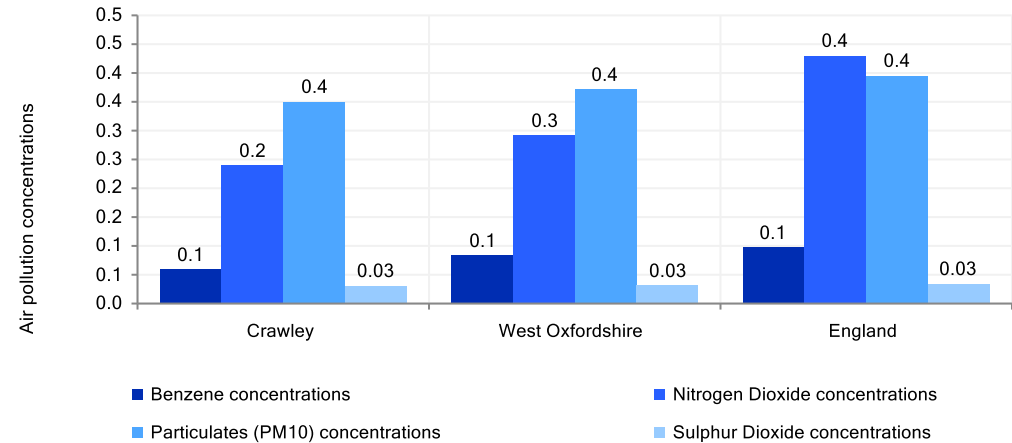 0.5
0.5
0.4
0.4
0.3
0.3
0.2
0.2
0.1
0.1
0.0
Air pollution concentrations
0.1
0.2
0.4
0.03
0.1
0.3
0.4
0.03
0.1
0.4
0.4
0.03
Crawley
West Oxfordshire
England
Benzene concentrations
Nitrogen Dioxide concentrations
Particulates (PM10) concentrations
Sulphur Dioxide concentrations